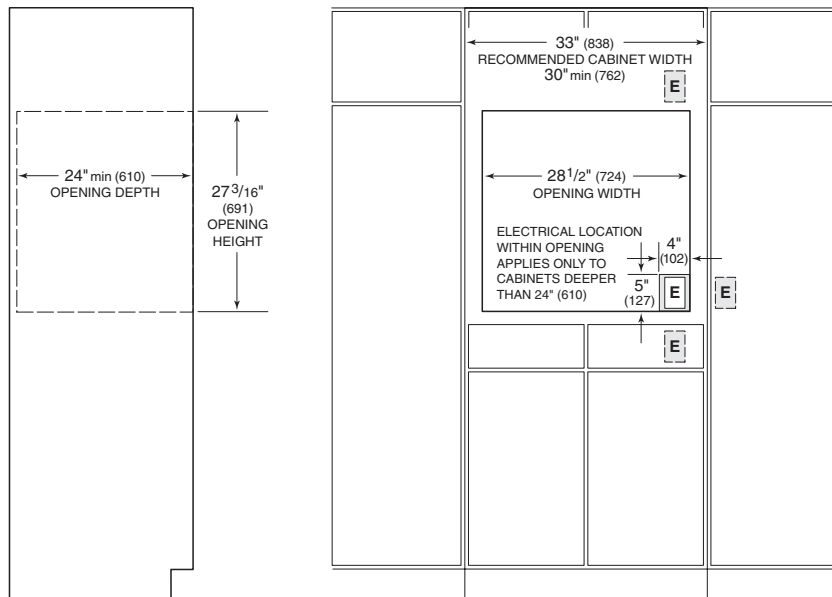 24" min (610)
OPENING DEPTH
27 3/16"
(691)
OPENING
HEIGHT
33" (838)
RECOMMENDED CABINET WIDTH
30" min (762)
E
28 1/2" (724)
OPENING WIDTH
ELECTRICAL LOCATION
WITHIN OPENING
APPLIES ONLY TO
CABINETS DEEPER
THAN 24" (610)
4"
(102)
5"
(127)
E
E
E